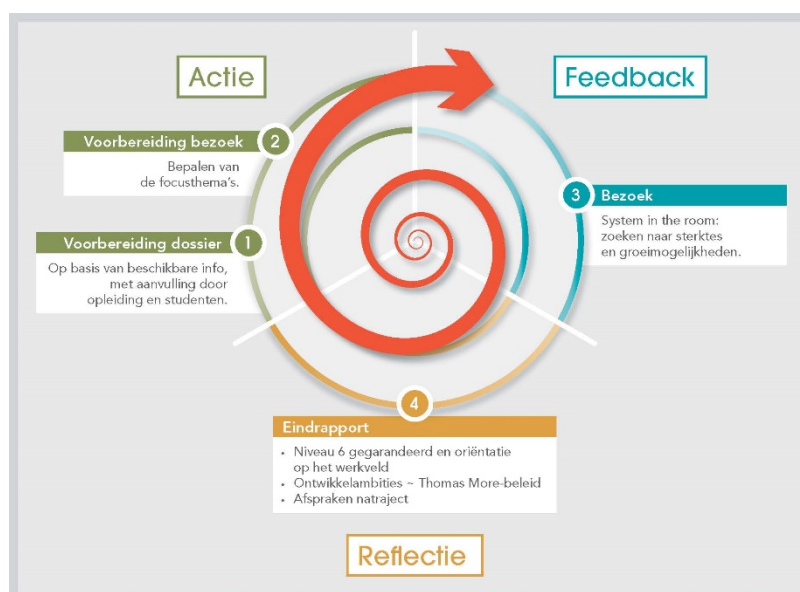 Actie
Feedback
Voorbereiding bezoek 2
Bepalen van
de focusthema's.
Voorbereiding dossier 1
Op basis van beschikbare info,
met aanvulling door
opleiding en studenten.
3 Bezoek
System in the room:
zoeken naar sterktes
en groeimogelijkheden.
4
Eindrapport
• Niveau 6 gegarandeerd en oriëntatie
op het werkveld
• Ontwikkelambities ~ Thomas More-beleid
• Afspraken natraject
Reflectie